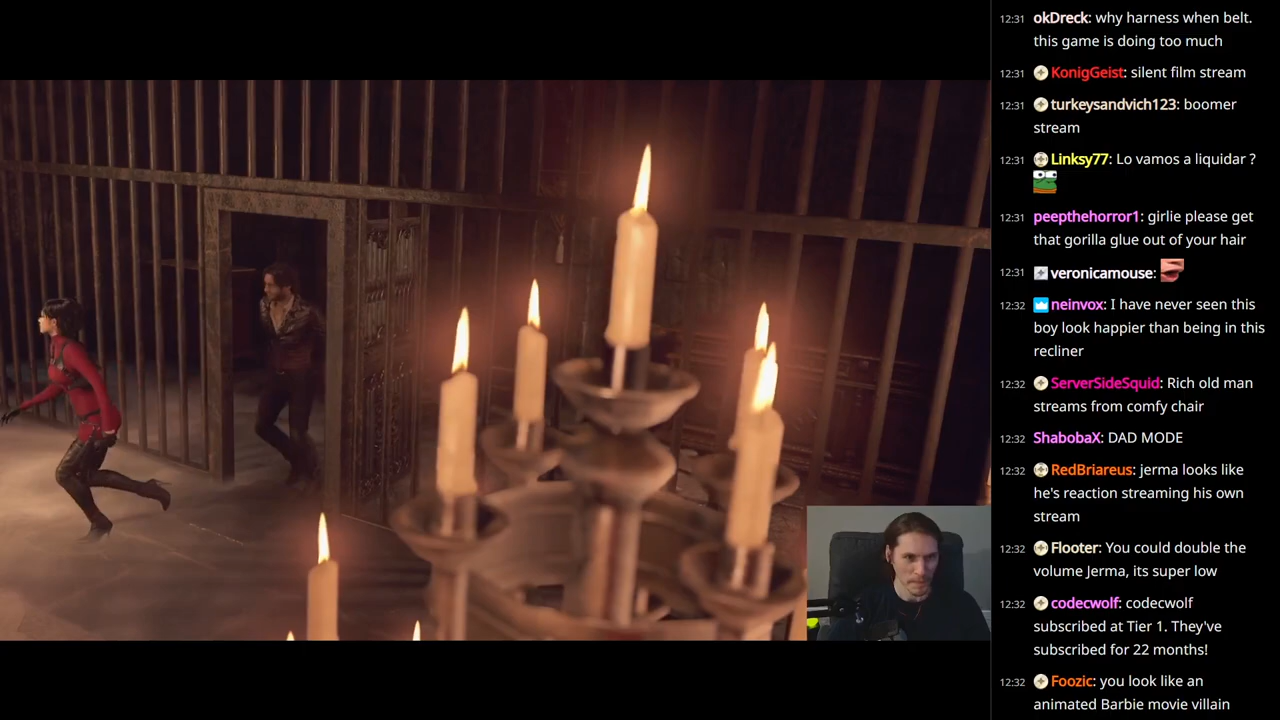 12:31 okDreck: why harness when belt.
this game is doing too much
12:31 KonigGeist: silent film stream
12:31 turkeysandvich123: boomer
stream
12:31 Linksy77: Lo vamos a liquidar ?
peepthehorror1: girlie please get
12:31
that gorilla glue out of your hair
12:31 veronicamouse:
12:32 neinvox: I have never seen this
boy look happier than being in this
recliner
12:32 ServerSideSquid: Rich old man
streams from comfy chair
12:32 ShabobaX: DAD MODE
12:32 RedBriareus: jerma looks like
he's reaction streaming his own
stream
12:32 Flooter: You could double the
volume Jerma, its super low
12:32 codecwolf: codecwolf
subscribed at Tier 1. They've
subscribed for 22 months!
12:32 Foozic: you look like an
animated Barbie movie villain